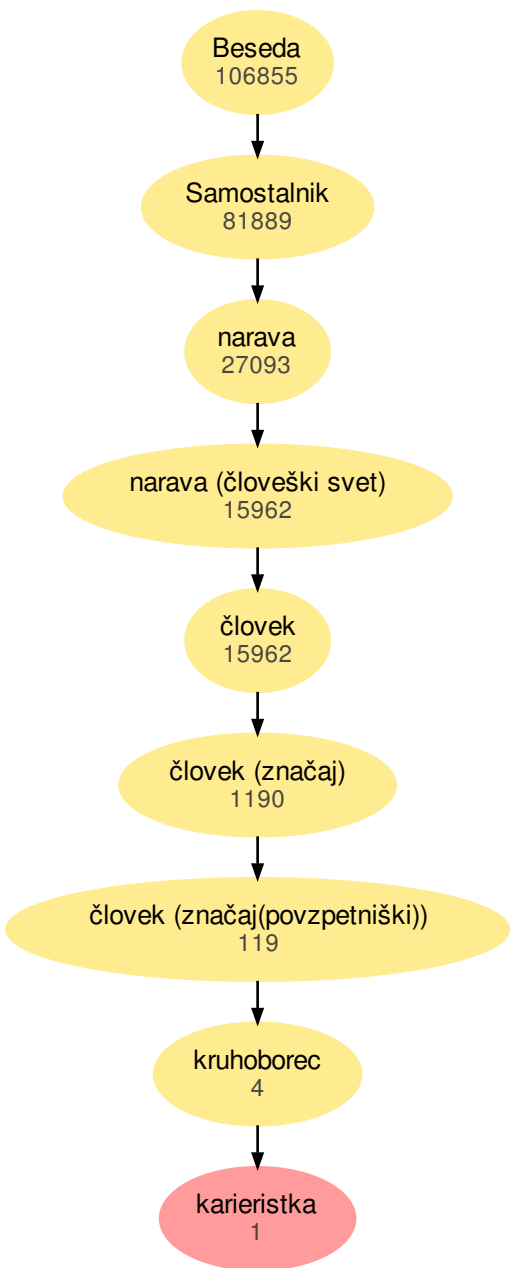 Beseda
106855
Samostalnik
81889
narava
27093
narava (človeški svet)
15962
človek
15962
človek (značaj)
1190
človek (značaj(povzpetniški))
119
kruhoborec
4
karieristka
1